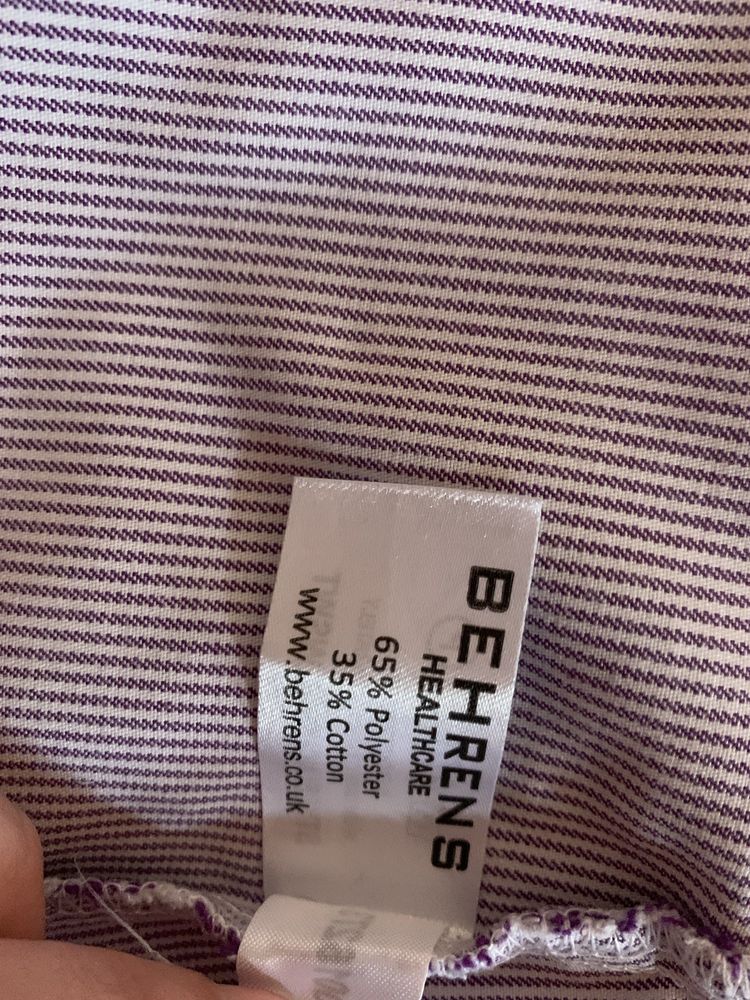 BEHRENS
HEALTHCARE
65% Polyester
35% Cotton
www.behrens.co.uk